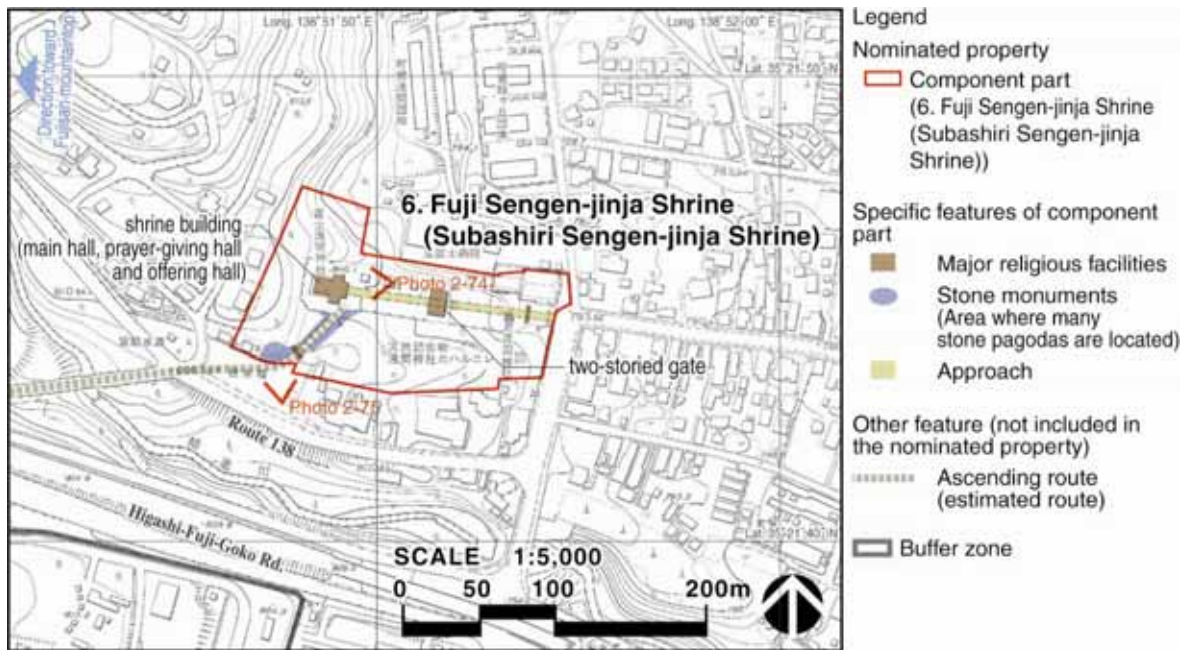 Long. 138°51'50" E
Long. 138°52'00" E
Lat. 35°21'50" N
Direction toward
Fujisan mountaintop
6. Fuji Sengen-jinja Shrine
(Subashiri Sengen-jinja Shrine)
shrine building
(main hall, prayer-giving hall
and offering hall)
Photo 2-74
two-storied gate
Photo 2-75
Route 138
Higashi-Fuji-Goko Rd.
Lat. 35°21'40" N
SCALE 1:5,000
0 50 100 200m
Legend
Nominated property
Component part
(6. Fuji Sengen-jinja Shrine
(Subashiri Sengen-jinja
Shrine))
Specific features of component
part
Major religious facilities
Stone monuments
(Area where many
stone pagodas are located)
Approach
Other feature (not included in
the nominated property)
Ascending route
(estimated route)
Buffer zone